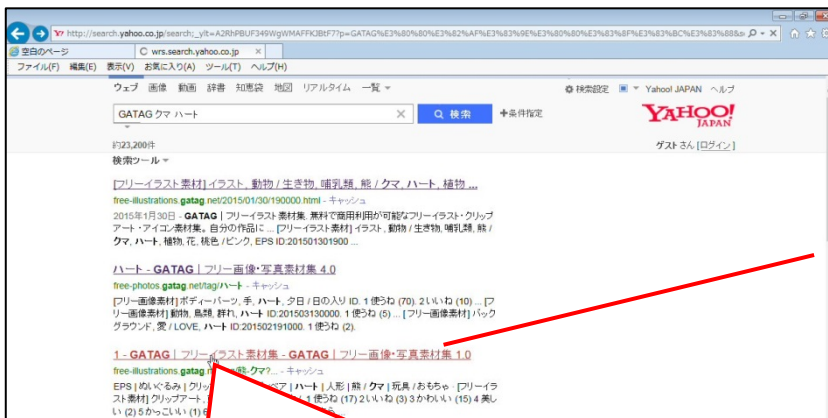 http://search.yahoo.co.jp/search;_ylt=A2RhPBUF349WgWMAFFKJBtF7?p=GATAG%E3%80%80%E3%82%AF%E3%83%9E%E3%80%80%E3%83%8F%E3%83%BC%E3%83%88&s
空白のページ
wrs.search.yahoo.co.jp
ファイル(F) 編集(E) 表示(V) お気に入り(A) ツール(T) ヘルプ(H)
ウェブ 画像 動画 辞書 知恵袋 地図 リアルタイム 一覧
検索設定 Yahoo! JAPAN ヘルプ
GATAG クマ ハート
検索
+条件指定
YAHOO!
JAPAN
約23,200件
ゲスト さん [ログイン]
検索ツール
[フリーイラスト素材] イラスト, 動物 / 生き物, 哺乳類, 熊 / クマ, ハート, 植物 ...
free-illustrations.gatag.net/2015/01/30/190000.html - キャッシュ
2015年1月30日 - GATAG | フリーイラスト素材集. 無料で商用利用が可能なフリーイラスト・クリップ
アート・アイコン素材集。自分の作品に ... [フリーイラスト素材] イラスト, 動物 / 生き物, 哺乳類, 熊 /
クマ, ハート, 植物, 花, 桃色 / ピンク, EPS ID:201501301900 ...
ハート - GATAG | フリー画像・写真素材集 4.0
free-photos.gatag.net/tag/ハート - キャッシュ
[フリー画像素材] ボディーパーツ, 手, ハート, 夕日 / 日の入り ID. 1 使うね (70). 2 いいね (10) ... [フ
リー画像素材] 動物, 鳥類, 群れ, ハート ID:201503130000. 1 使うね (5) ... [フリー画像素材] バック
グラウンド, 愛 / LOVE, ハート ID:201502191000. 1 使うね (2).
1 - GATAG | フリーイラスト素材集 - GATAG | フリー画像・写真素材集 1.0
free-illustrations.gatag. 熊-クマ?... - キャッシュ
EPS | ぬいぐるみ | クリッ ベア | ハート | 人形 | 熊 / クマ | 玩具 / おもちゃ · [フリーイラ
スト素材] クリップアート, 1 使うね (17) 2 いいね (3) 3 かわいい (15) 4 美し
い (2) 5 かっこいい (1) 6